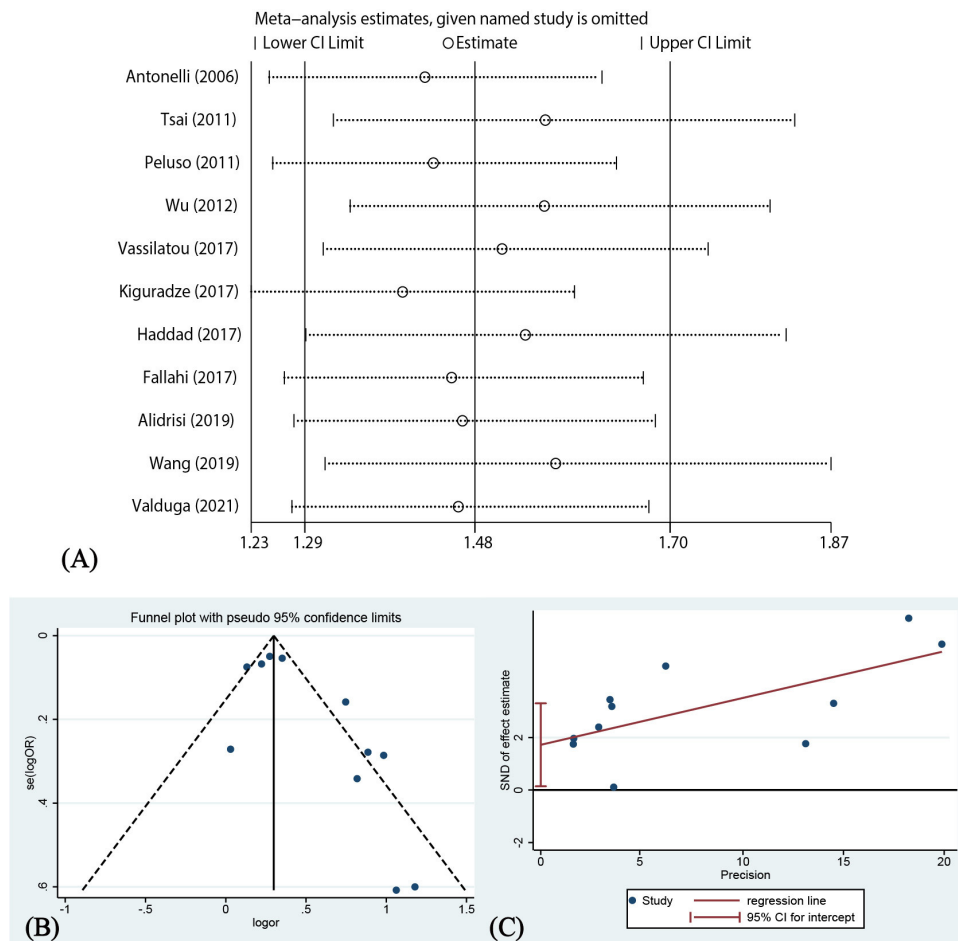 Meta−analysis estimates, given named study is omitted
| Lower CI Limit ○ Estimate | Upper CI Limit
Antonelli (2006)
Tsai (2011)
Peluso (2011)
Wu (2012)
Vassilatou (2017)
Kiguradze (2017)
Haddad (2017)
Fallahi (2017)
Alidrisi (2019)
Wang (2019)
Valduga (2021)
1.23 1.29 1.48 1.70 1.87
(A)
Funnel plot with pseudo 95% confidence limits
0
.2
.4
.6
se(logOR)
-1 -.5 0 .5 1 1.5
logor
(B)
SND of effect estimate
2
0
-2
0 5 10 15 20
Precision
Study regression line
95% CI for intercept
(C)